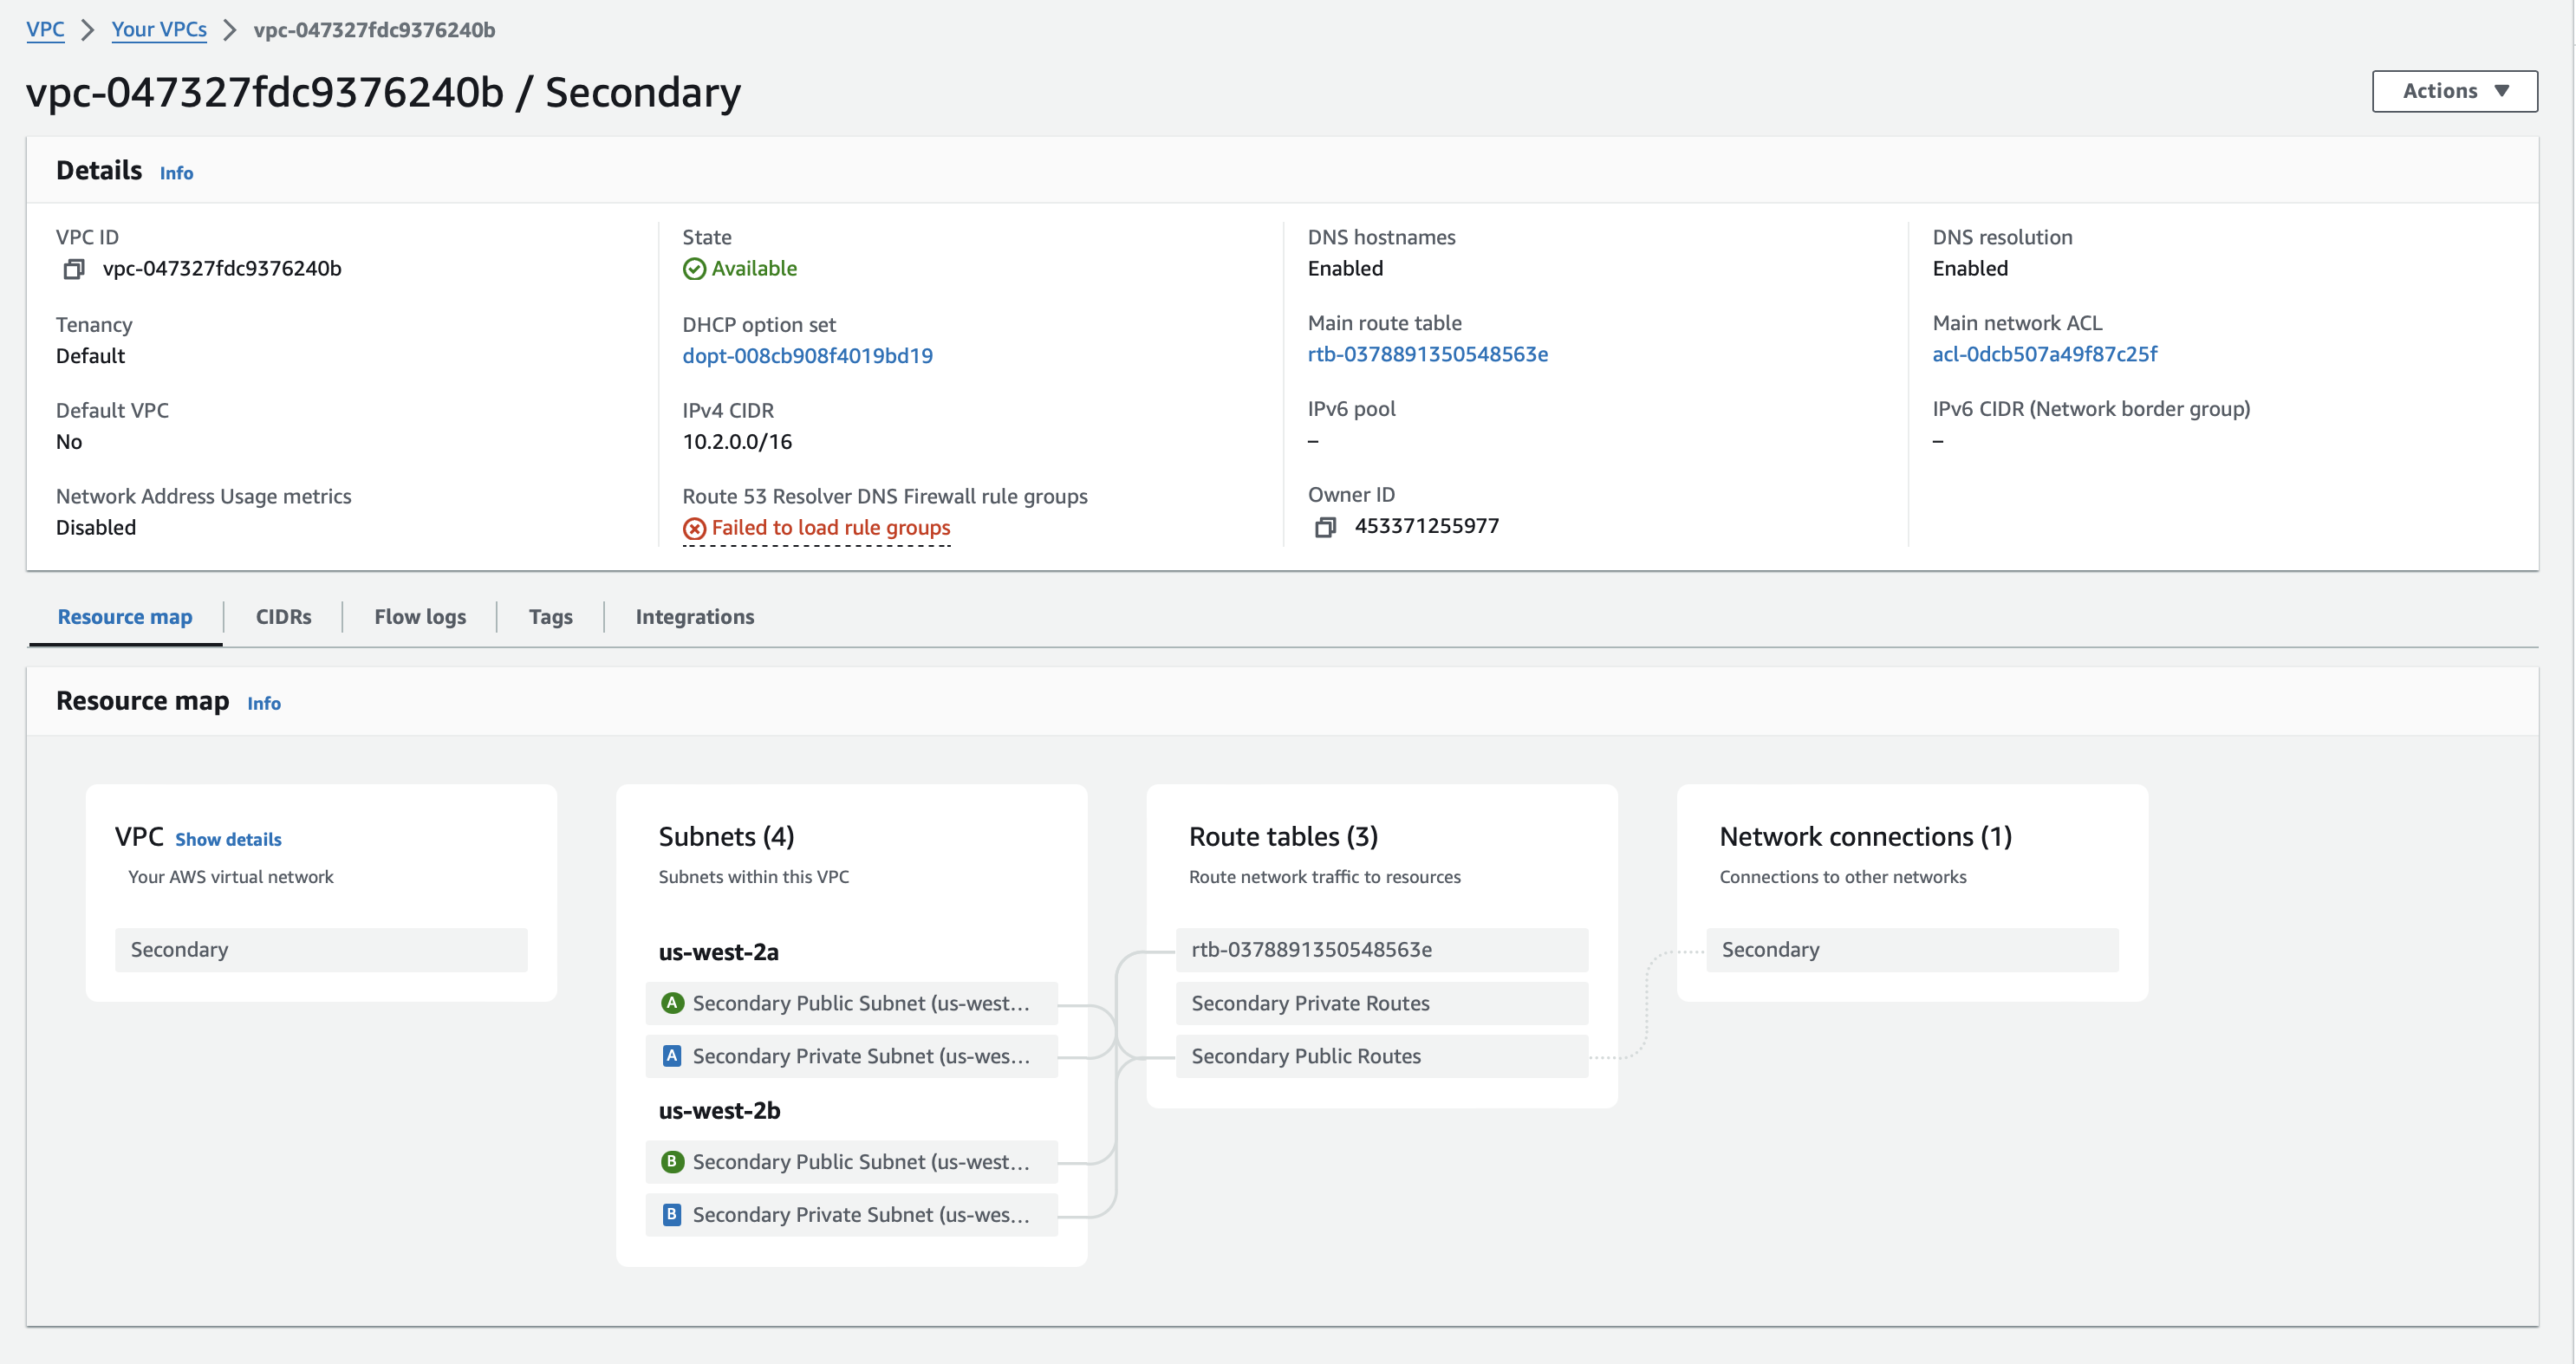 VPC > Your VPCs > vpc-047327fdc9376240b
vpc-047327fdc9376240b / Secondary
Actions
Details Info
VPC ID
vpc-047327fdc9376240b
State
Available
DNS hostnames
Enabled
DNS resolution
Enabled
Tenancy
Default
DHCP option set
dopt-008cb908f4019bd19
Main route table
rtb-0378891350548563e
Main network ACL
acl-0dcb507a49f87c25f
Default VPC
No
IPv4 CIDR
10.2.0.0/16
IPv6 pool
–
IPv6 CIDR (Network border group)
–
Network Address Usage metrics
Disabled
Route 53 Resolver DNS Firewall rule groups
Failed to load rule groups
Owner ID
453371255977
Resource map
CIDRs
Flow logs
Tags
Integrations
Resource map Info
VPC Show details
Your AWS virtual network
Secondary
Subnets (4)
Subnets within this VPC
us-west-2a
A Secondary Public Subnet (us-west...
A Secondary Private Subnet (us-wes...
us-west-2b
B Secondary Public Subnet (us-west...
B Secondary Private Subnet (us-wes...
Route tables (3)
Route network traffic to resources
rtb-0378891350548563e
Secondary Private Routes
Secondary Public Routes
Network connections (1)
Connections to other networks
Secondary